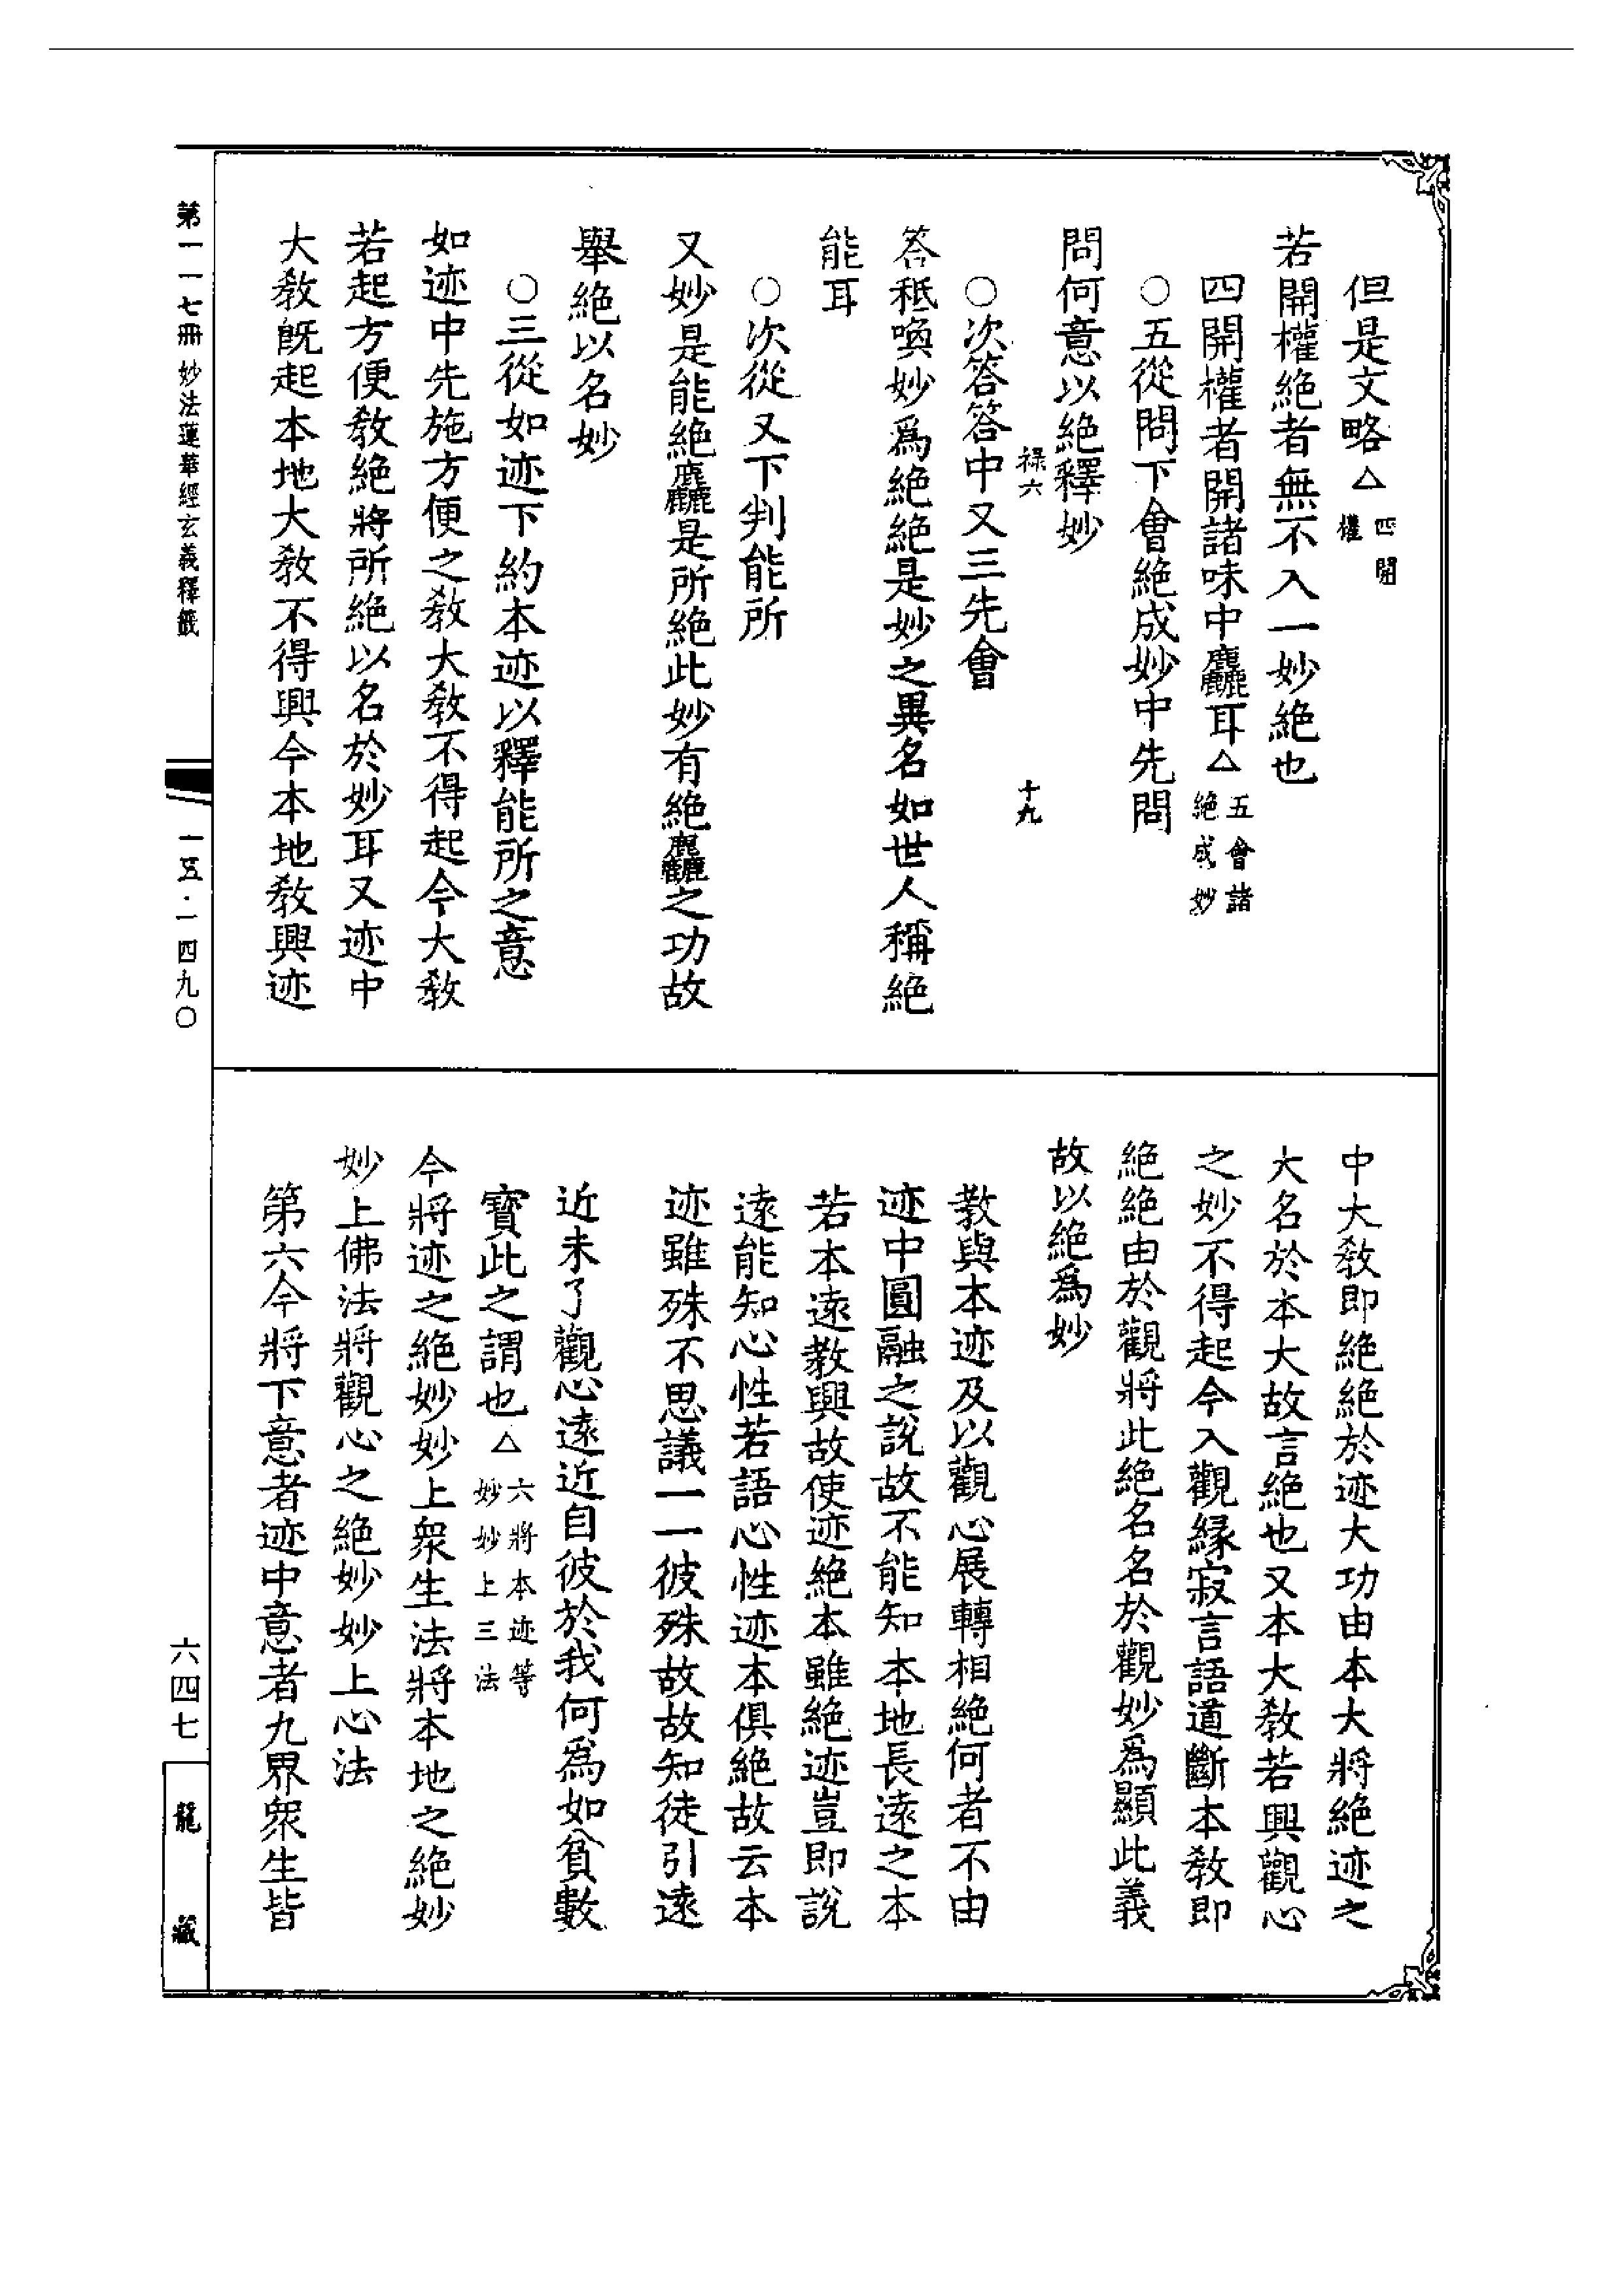 但是文略△四開權
若開權絕者無不入一妙絕也
四開權者開諸味中麤耳△五會諸絕成妙
○五從問下會絕成妙中先問
問何意以絕釋妙
祿六 十九
○次答答中又三先會
答秖喚妙為絕絕是妙之異名如世人稱絕
能耳
○次從又下判能所
又妙是能絕麤是所絕此妙有絕麤之功故
舉絕以名妙
○三從如迹下約本迹以釋能所之意
如迹中先施方便之教大教不得起今大教
若起方便教絕將所絕以名於妙耳又迹中
大教既起本地大教不得興今本地教興迹
中大教即絕絕於迹大功由本大將絕迹之
大名於本大故言絕也又本大教若興觀心
之妙不得起今入觀緣寂言語道斷本教即
絕絕由於觀將此絕名名於觀妙為顯此義
故以絕為妙
教與本迹及以觀心展轉相絕何者不由
迹中圓融之說故不能知本地長遠之本
若本遠教興故使迹絕本雖絕迹豈即說
遠能知心性若語心性迹本俱絕故云本
迹雖殊不思議一一彼殊故故知徒引遠
近未了觀心遠近自彼於我何為如貧數
寶此之謂也△六將本迹等妙妙上三法
今將迹之絕妙妙上眾生法將本地之絕妙
妙上佛法將觀心之絕妙妙上心法
第六今將下意者迹中意者九界眾生皆
第一一七冊 妙法蓮華經玄義釋籤
一五·一四九〇
六四七
龍藏